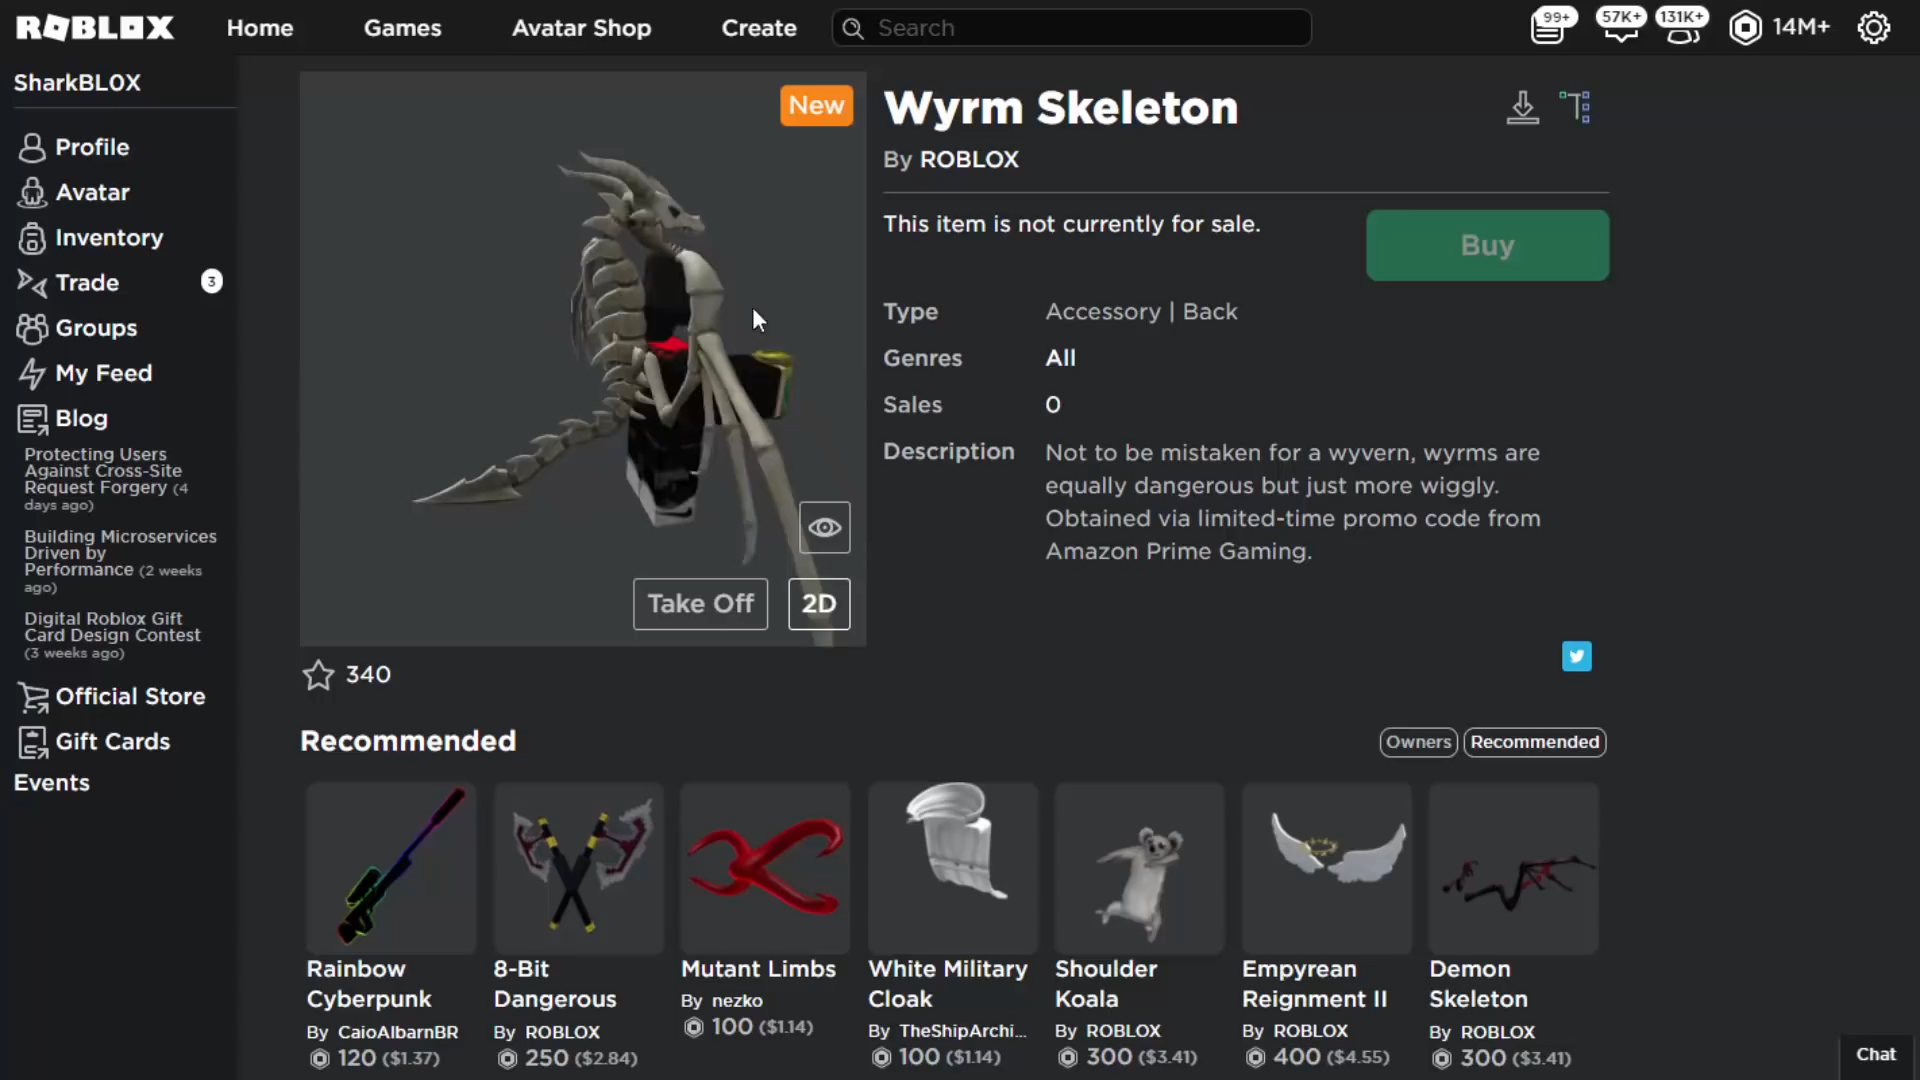 ROBLOX Home Games Avatar Shop Create Search 99+ 57K+ 131K+ 14M+
SharkBLOX
Profile
Avatar
Inventory
Trade 3
Groups
My Feed
Blog
Protecting Users
Against Cross-Site
Request Forgery (4
days ago)
Building Microservices
Driven by
Performance (2 weeks
ago)
Digital Roblox Gift
Card Design Contest
(3 weeks ago)
Official Store
Gift Cards
Events
New
Take Off 2D
340
Wyrm Skeleton
By ROBLOX
This item is not currently for sale.
Buy
Type Accessory | Back
Genres All
Sales 0
Description Not to be mistaken for a wyvern, wyrms are
equally dangerous but just more wiggly.
Obtained via limited-time promo code from
Amazon Prime Gaming.
Recommended
Owners Recommended
Rainbow
Cyberpunk
By CaioAlbarnBR
120 ($1.37)
8-Bit
Dangerous
By ROBLOX
250 ($2.84)
Mutant Limbs
By nezko
100 ($1.14)
White Military
Cloak
By TheShipArchi...
100 ($1.14)
Shoulder
Koala
By ROBLOX
300 ($3.41)
Empyrean
Reignment II
By ROBLOX
400 ($4.55)
Demon
Skeleton
By ROBLOX
300 ($3.41)
Chat